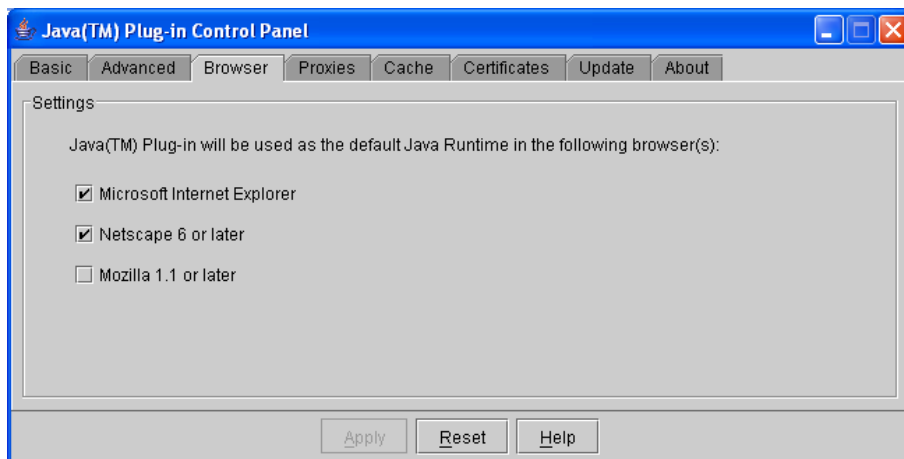 Java(TM) Plug-in Control Panel
Basic Advanced Browser Proxies Cache Certificates Update About
Settings
Java(TM) Plug-in will be used as the default Java Runtime in the following browser(s):
Microsoft Internet Explorer
Netscape 6 or later
Mozilla 1.1 or later
Apply Reset Help